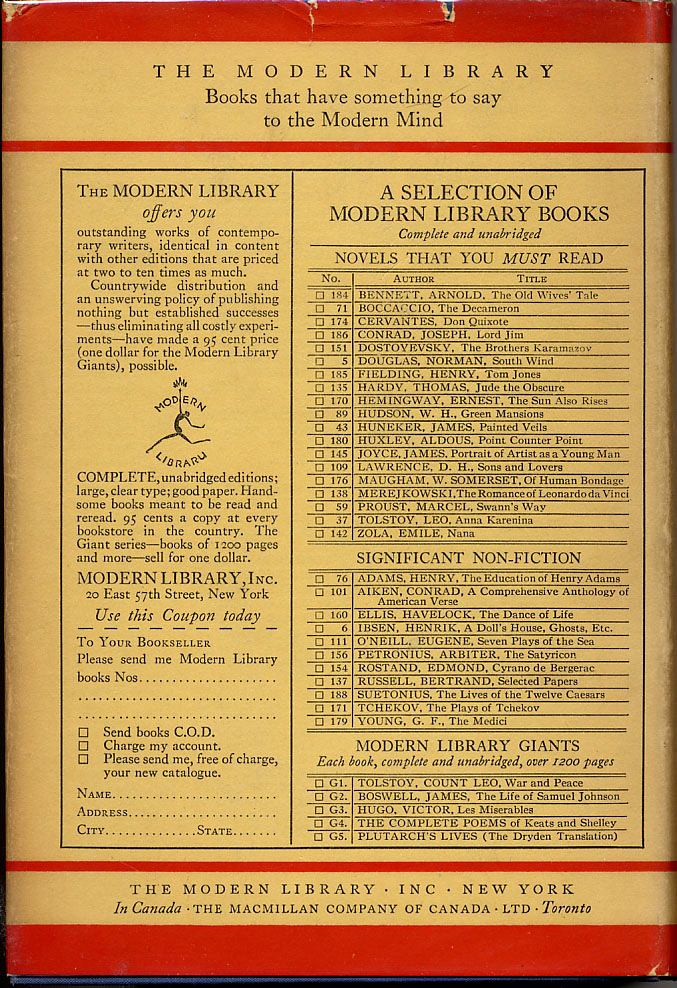 THE MODERN LIBRARY
Books that have something to say
to the Modern Mind
THE MODERN LIBRARY
offers you
outstanding works of contempo-
rary writers, identical in content
with other editions that are priced
at two to ten times as much.
Countrywide distribution and
an unswerving policy of publishing
nothing but established successes
—thus eliminating all costly experi-
ments—have made a 95 cent price
(one dollar for the Modern Library
Giants), possible.
MODERN
LIBRARY
COMPLETE, unabridged editions;
large, clear type; good paper. Hand-
some books meant to be read and
reread. 95 cents a copy at every
bookstore in the country. The
Giant series—books of 1200 pages
and more—sell for one dollar.
MODERN LIBRARY, INC.
20 East 57th Street, New York
Use this Coupon today
TO YOUR BOOKSELLER
Please send me Modern Library
books Nos....................
..............................
..............................
☐ Send books C.O.D.
☐ Charge my account.
☐ Please send me, free of charge,
your new catalogue.
NAME.........................
ADDRESS......................
CITY.............STATE.......
A SELECTION OF
MODERN LIBRARY BOOKS
Complete and unabridged
NOVELS THAT YOU MUST READ
No. AUTHOR TITLE
☐ 184 BENNETT, ARNOLD, The Old Wives' Tale
☐ 71 BOCCACCIO, The Decameron
☐ 174 CERVANTES, Don Quixote
☐ 186 CONRAD, JOSEPH, Lord Jim
☐ 151 DOSTOYEVSKY, The Brothers Karamazov
☐ 5 DOUGLAS, NORMAN, South Wind
☐ 185 FIELDING, HENRY, Tom Jones
☐ 135 HARDY, THOMAS, Jude the Obscure
☐ 170 HEMINGWAY, ERNEST, The Sun Also Rises
☐ 89 HUDSON, W. H., Green Mansions
☐ 43 HUNEKER, JAMES, Painted Veils
☐ 180 HUXLEY, ALDOUS, Point Counter Point
☐ 145 JOYCE, JAMES, Portrait of Artist as a Young Man
☐ 109 LAWRENCE, D. H., Sons and Lovers
☐ 176 MAUGHAM, W. SOMERSET, Of Human Bondage
☐ 138 MEREJKOWSKI, The Romance of Leonardo da Vinci
☐ 59 PROUST, MARCEL, Swann's Way
☐ 37 TOLSTOY, LEO, Anna Karenina
☐ 142 ZOLA, EMILE, Nana
SIGNIFICANT NON-FICTION
☐ 76 ADAMS, HENRY, The Education of Henry Adams
☐ 101 AIKEN, CONRAD, A Comprehensive Anthology of
American Verse
☐ 160 ELLIS, HAVELOCK, The Dance of Life
☐ 6 IBSEN, HENRIK, A Doll's House, Ghosts, Etc.
☐ 111 O'NEILL, EUGENE, Seven Plays of the Sea
☐ 156 PETRONIUS, ARBITER, The Satyricon
☐ 154 ROSTAND, EDMOND, Cyrano de Bergerac
☐ 137 RUSSELL, BERTRAND, Selected Papers
☐ 188 SUETONIUS, The Lives of the Twelve Caesars
☐ 171 TCHEKOV, The Plays of Tchekov
☐ 179 YOUNG, G. F., The Medici
MODERN LIBRARY GIANTS
Each book, complete and unabridged, over 1200 pages
☐ G1. TOLSTOY, COUNT LEO, War and Peace
☐ G2. BOSWELL, JAMES, The Life of Samuel Johnson
☐ G3. HUGO, VICTOR, Les Miserables
☐ G4. THE COMPLETE POEMS of Keats and Shelley
☐ G5. PLUTARCH'S LIVES (The Dryden Translation)
THE MODERN LIBRARY · INC · NEW YORK
In Canada · THE MACMILLAN COMPANY OF CANADA · LTD · Toronto